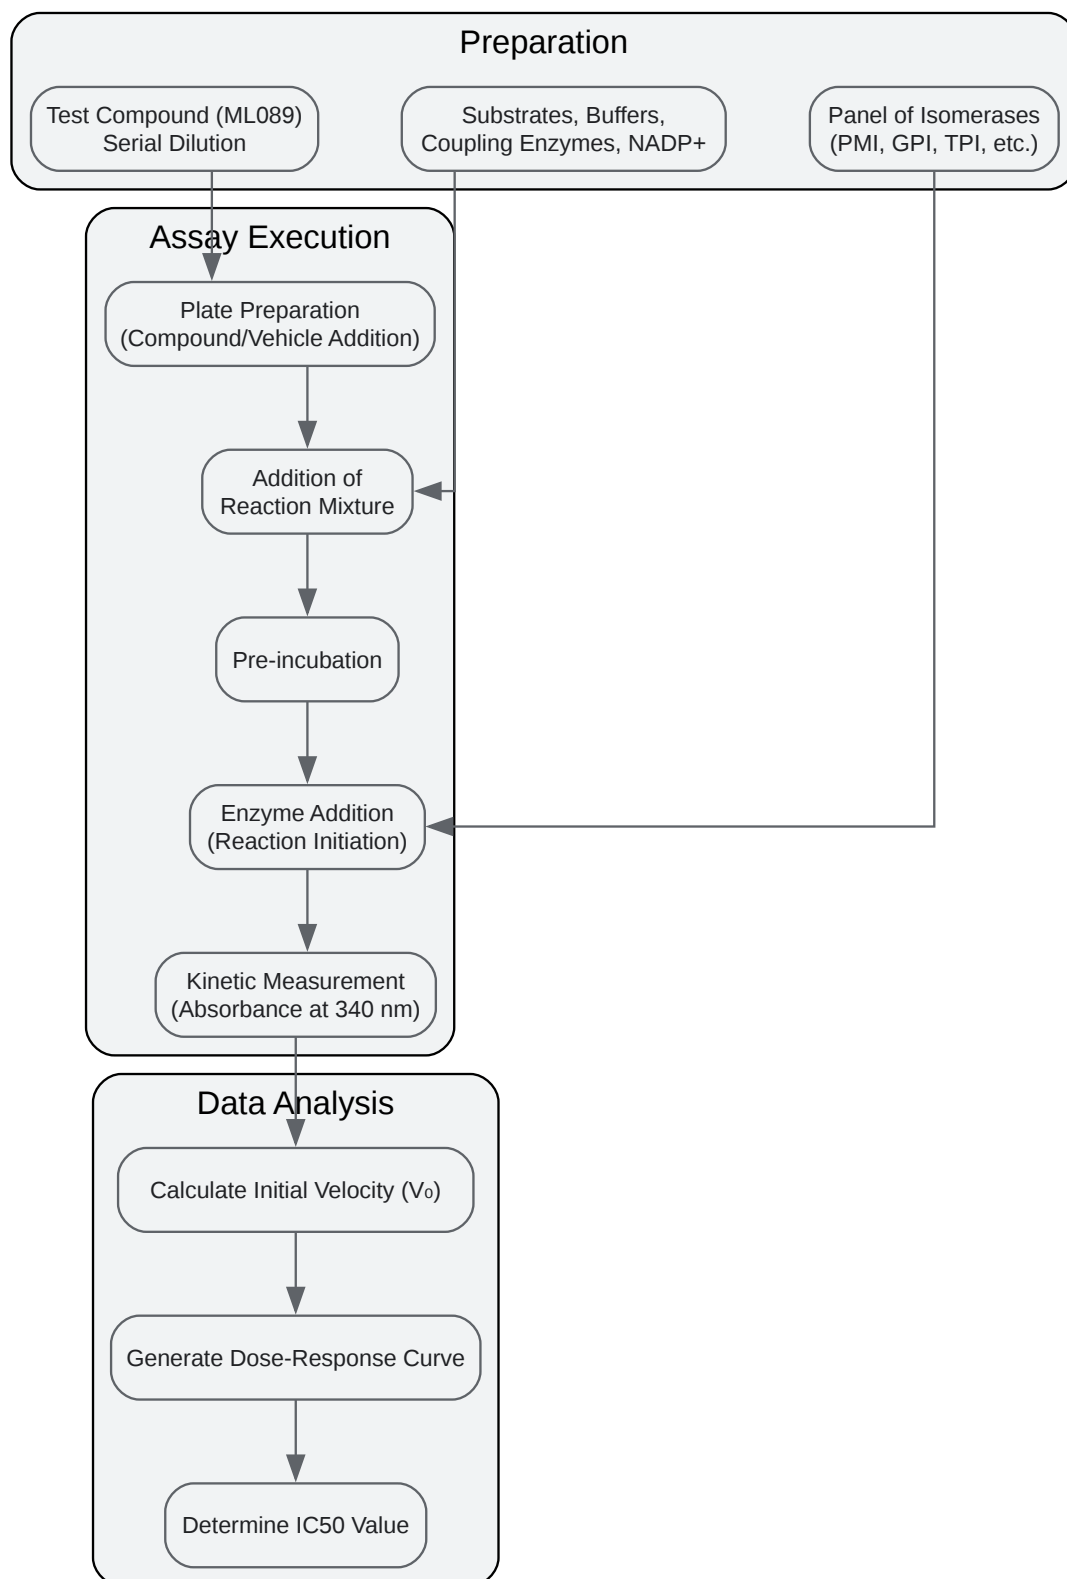 Preparation
Test Compound (ML089)
Serial Dilution
Substrates, Buffers,
Coupling Enzymes, NADP+
Panel of Isomerases
(PMI, GPI, TPI, etc.)
Assay Execution
Plate Preparation
(Compound/Vehicle Addition)
Addition of
Reaction Mixture
Pre-incubation
Enzyme Addition
(Reaction Initiation)
Kinetic Measurement
(Absorbance at 340 nm)
Data Analysis
Calculate Initial Velocity (V₀)
Generate Dose-Response Curve
Determine IC50 Value